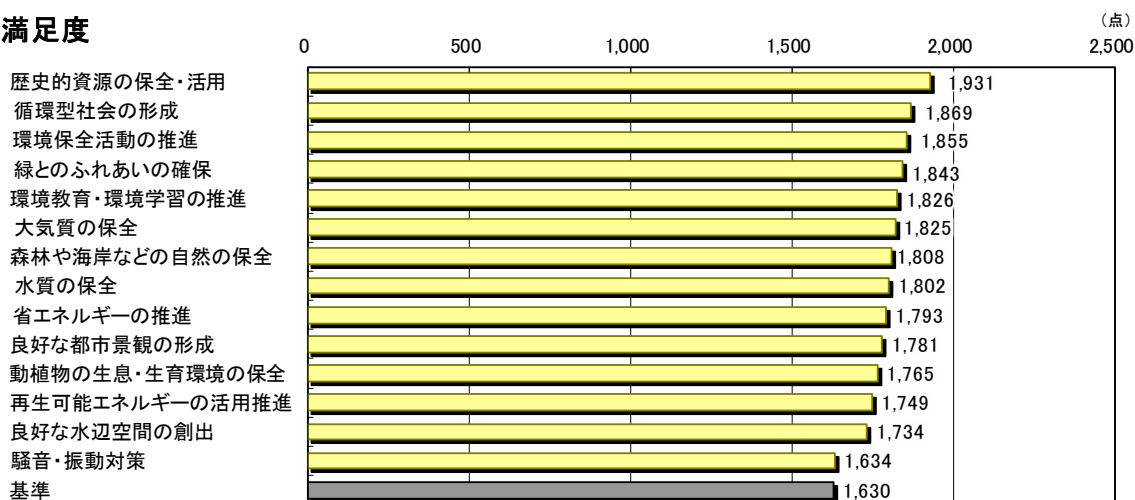 満足度
(点)
0 500 1,000 1,500 2,000 2,500
歴史的資源の保全・活用 1,931
循環型社会の形成 1,869
環境保全活動の推進 1,855
緑とのふれあいの確保 1,843
環境教育・環境学習の推進 1,826
大気質の保全 1,825
森林や海岸などの自然の保全 1,808
水質の保全 1,802
省エネルギーの推進 1,793
良好な都市景観の形成 1,781
動植物の生息・生育環境の保全 1,765
再生可能エネルギーの活用推進 1,749
良好な水辺空間の創出 1,734
騒音・振動対策 1,634
基準 1,630